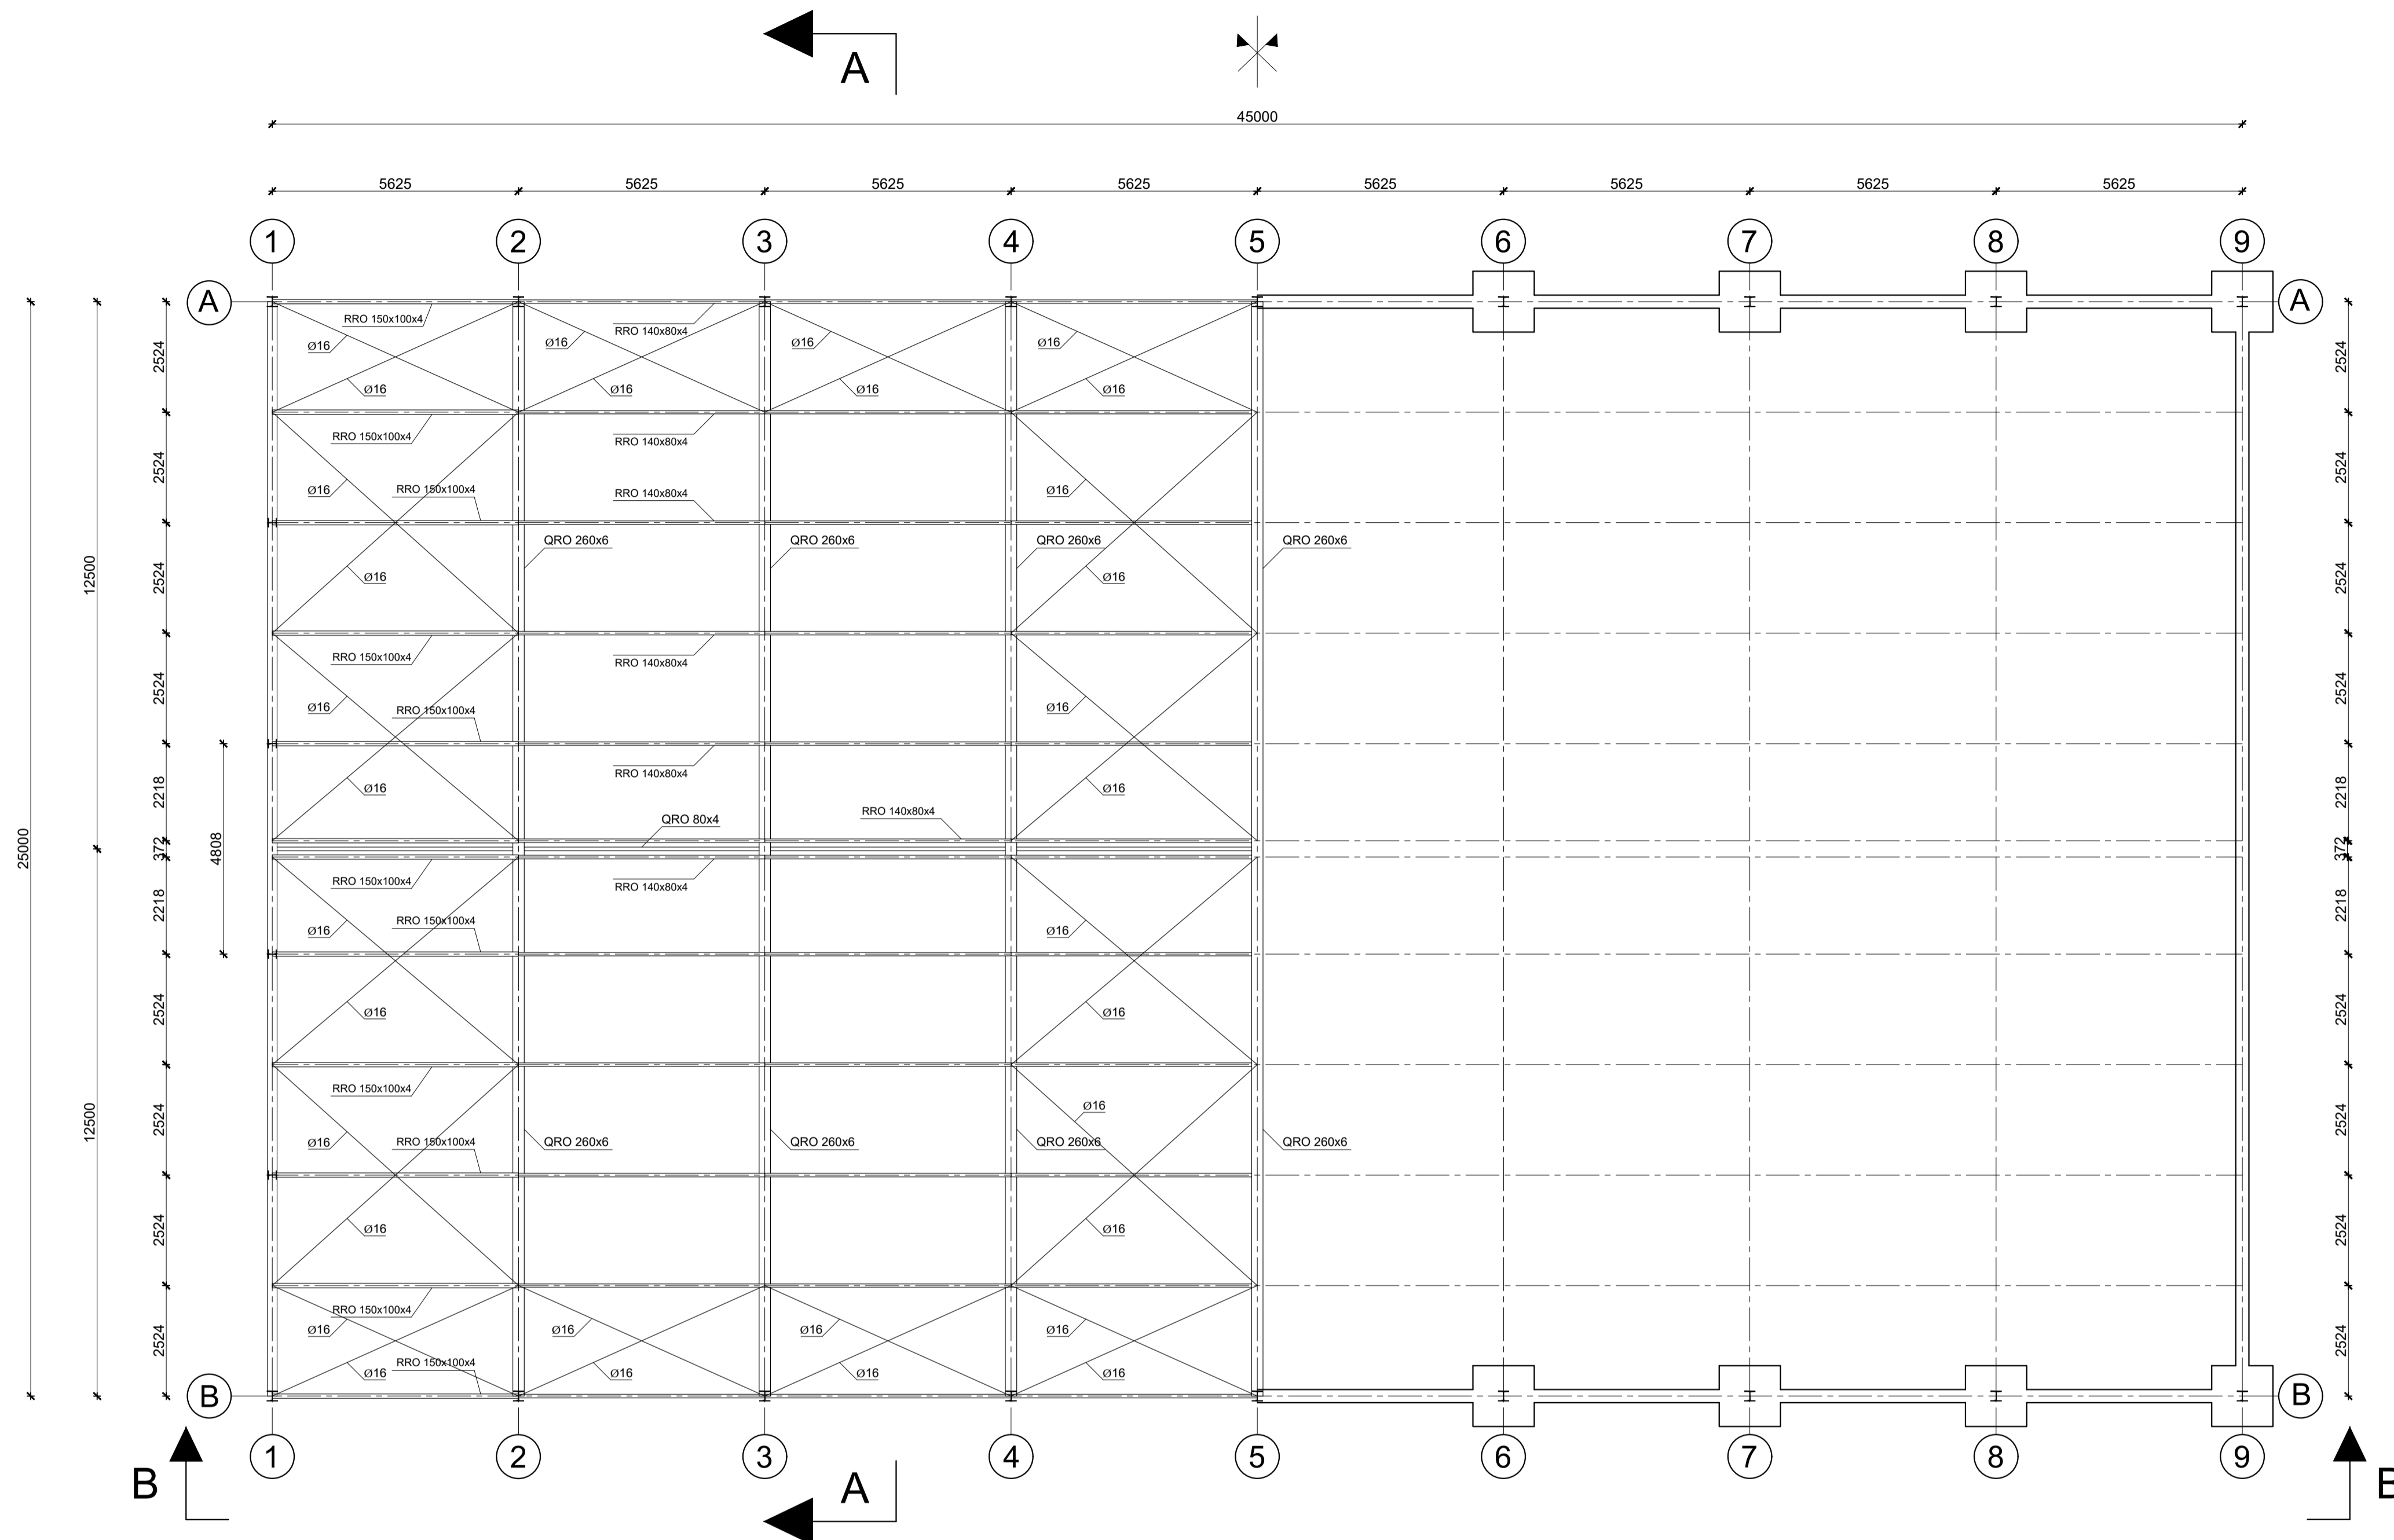 A
45000
5625 5625 5625 5625 5625 5625 5625 5625
1 2 3 4 5 6 7 8 9
A A
RRO 150x100x4 RRO 140x80x4
Ø16 Ø16 Ø16 Ø16
2524 2524
Ø16 Ø16 Ø16 Ø16
RRO 150x100x4 RRO 140x80x4
2524 2524
Ø16 RRO 150x100x4 RRO 140x80x4 Ø16
QRO 260x6 QRO 260x6 QRO 260x6 QRO 260x6
12500
2524 Ø16 Ø16 2524
RRO 150x100x4 RRO 140x80x4
2524 2524
Ø16 RRO 150x100x4 Ø16
RRO 140x80x4
2218 Ø16 Ø16 2218
QRO 80x4 RRO 140x80x4
25000 372 4808 372
RRO 150x100x4 RRO 140x80x4
2218 2218
Ø16 RRO 150x100x4 Ø16
2524 Ø16 Ø16 2524
RRO 150x100x4
Ø16
12500 2524 2524
Ø16 RRO 150x100x4 QRO 260x6 QRO 260x6 QRO 260x6 QRO 260x6
2524 Ø16 Ø16 2524
RRO 150x100x4
Ø16 Ø16 Ø16 Ø16
2524 2524
RRO 150x100x4
Ø16 Ø16 Ø16 Ø16
B B
1 2 3 4 5 6 7 8 9
B A B